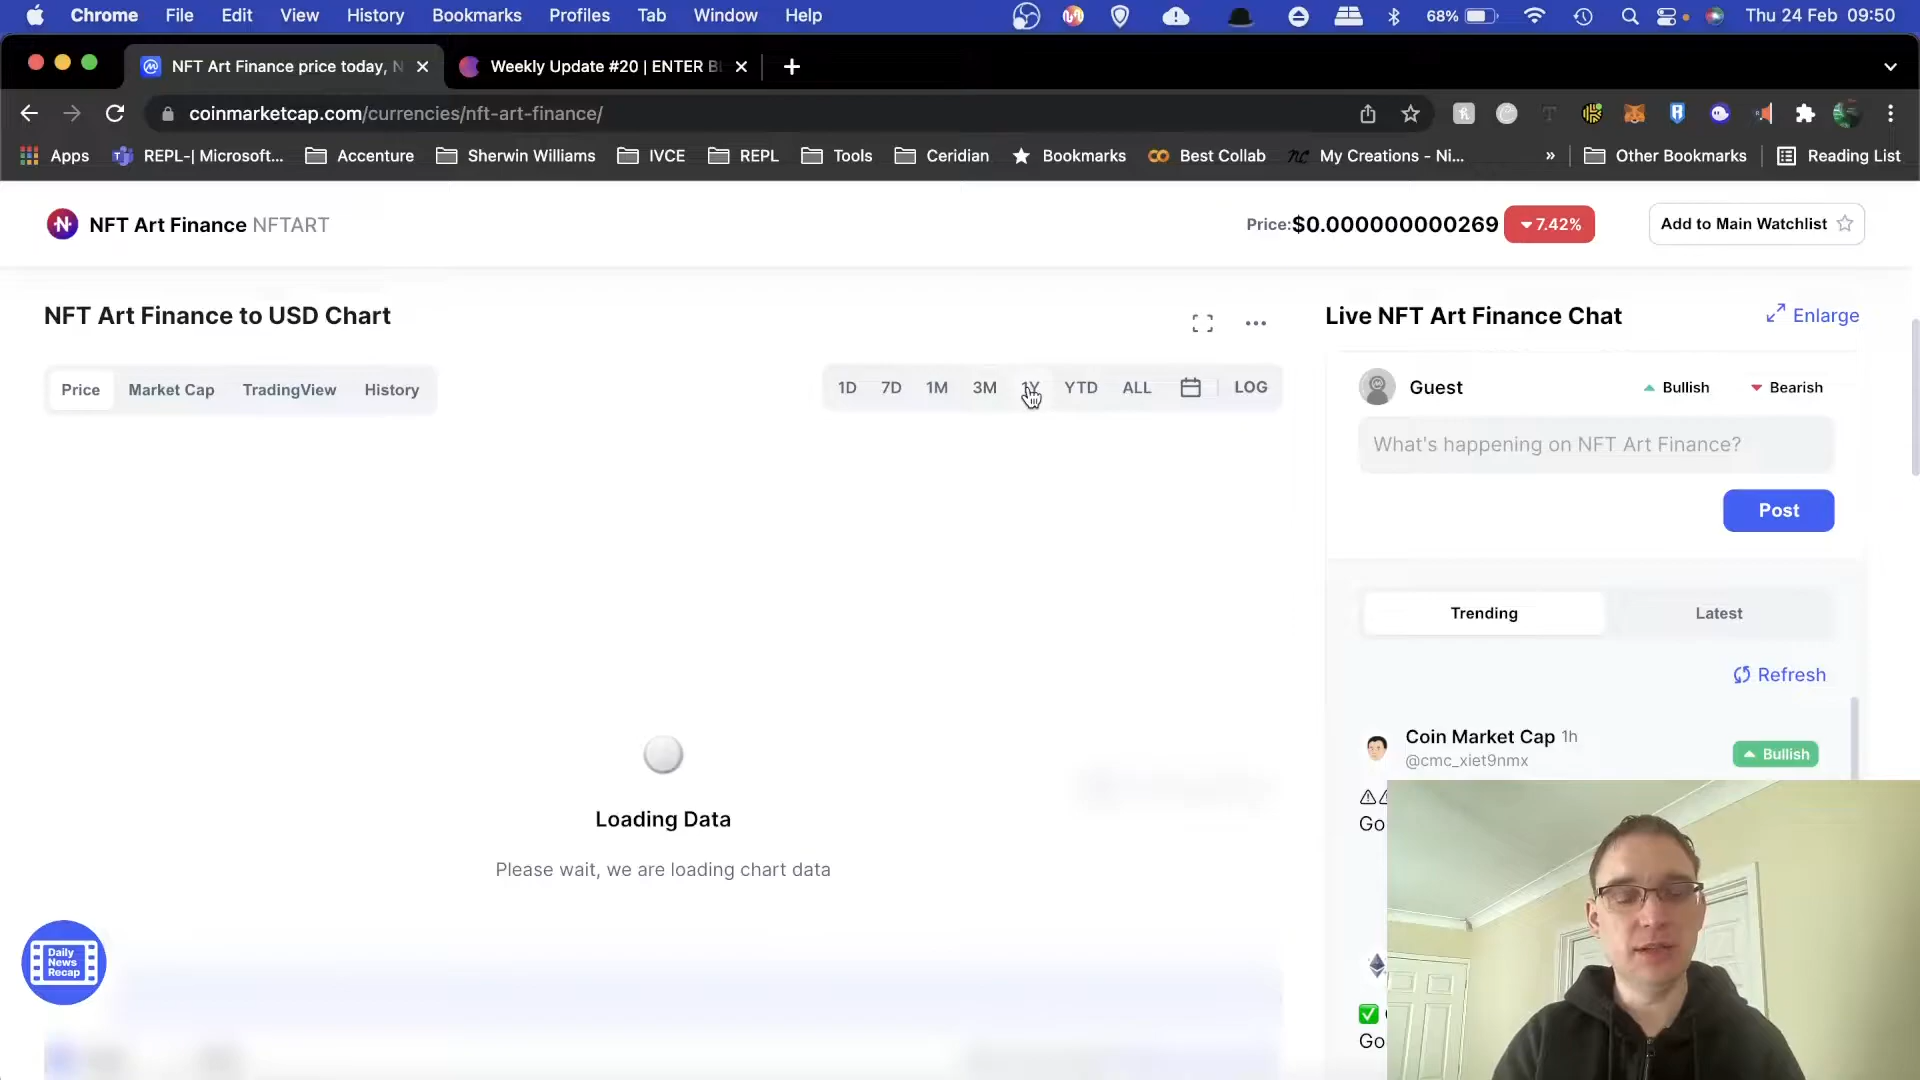 Chrome File Edit View History Bookmarks Profiles Tab Window Help 68% Thu 24 Feb 09:50
NFT Art Finance price today, N Weekly Update #20 | ENTER BL
coinmarketcap.com/currencies/nft-art-finance/
Apps REPL-| Microsoft... Accenture Sherwin Williams IVCE REPL Tools Ceridian Bookmarks Best Collab My Creations - Ni... » Other Bookmarks Reading List
NFT Art Finance NFTART Price:$0.000000000269 7.42% Add to Main Watchlist
NFT Art Finance to USD Chart
Live NFT Art Finance Chat Enlarge
Price Market Cap TradingView History 1D 7D 1M 3M 1Y YTD ALL LOG
Guest Bullish Bearish
What's happening on NFT Art Finance?
Post
Trending Latest
Refresh
Coin Market Cap 1h
@cmc_xiet9nmx
Bullish
Go
Loading Data
Please wait, we are loading chart data
Daily
News
Recap
Go